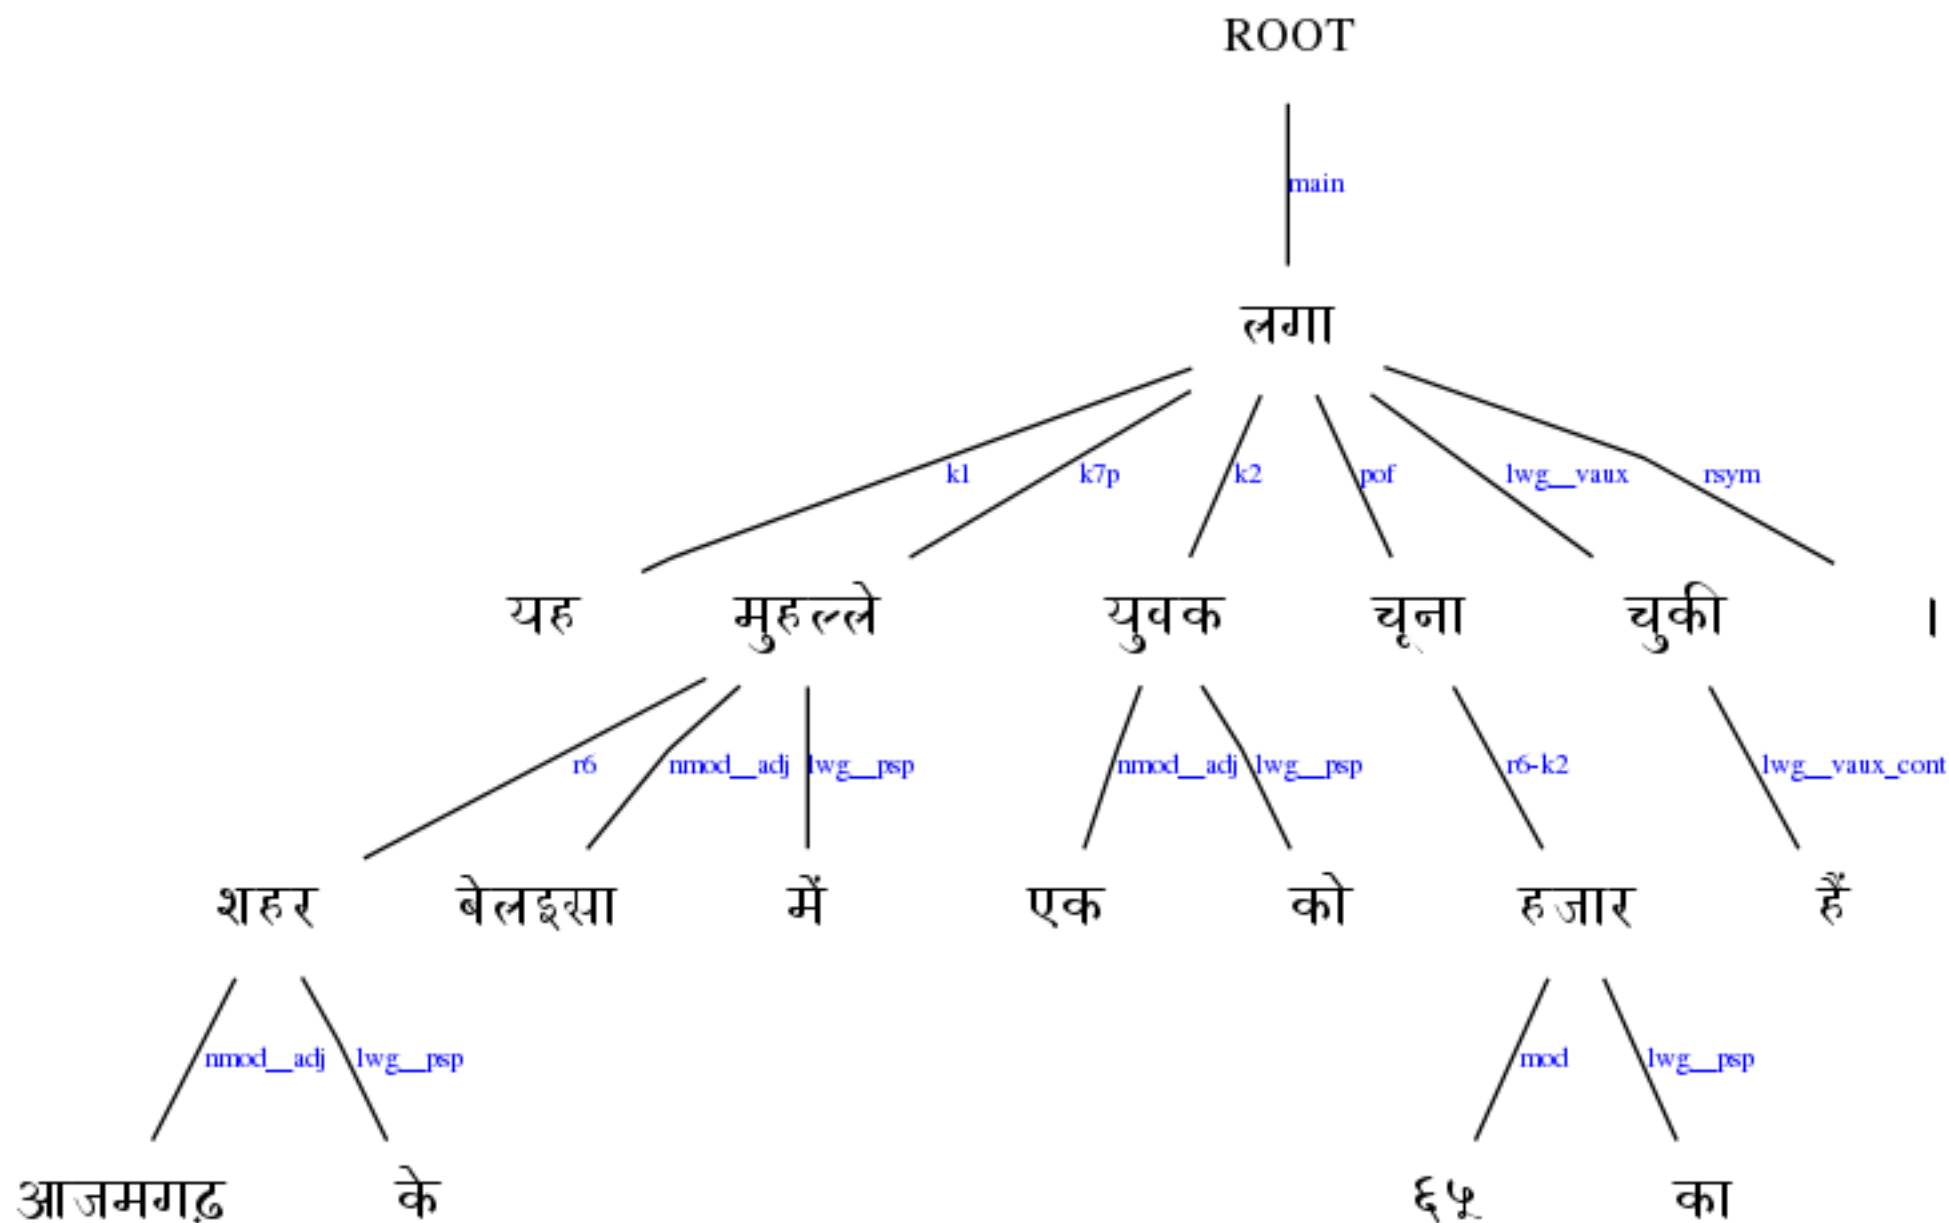 ROOT
main
लगा
k1 k7p k2 pof lwg__vaux rsym
यह मुहल्ले युवक चूना चुकी ।
r6 nmod__adj lwg__psp nmod__adj lwg__psp r6-k2 lwg__vaux_cont
शहर बेलइसा में एक को हजार हैं
nmod__adj lwg__psp mod lwg__psp
आजमगढ़ के ६५ का